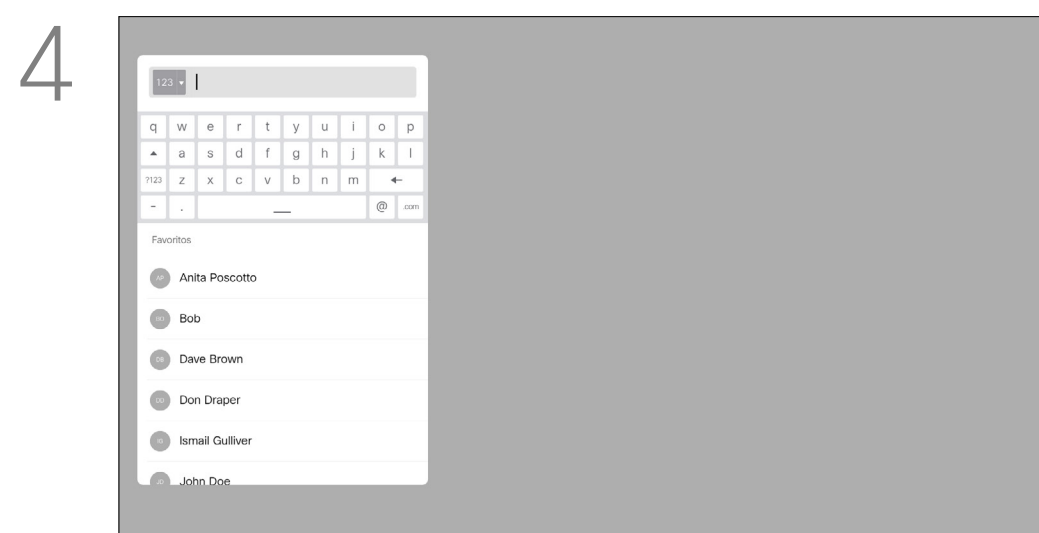 4
123
q w e r t y u i o p
a s d f g h j k l
?123 z x c v b n m
- . @ .com
Favoritos
AP Anita Poscotto
Bob
DB Dave Brown
DD Don Draper
IG Ismail Gulliver
JD John Doe